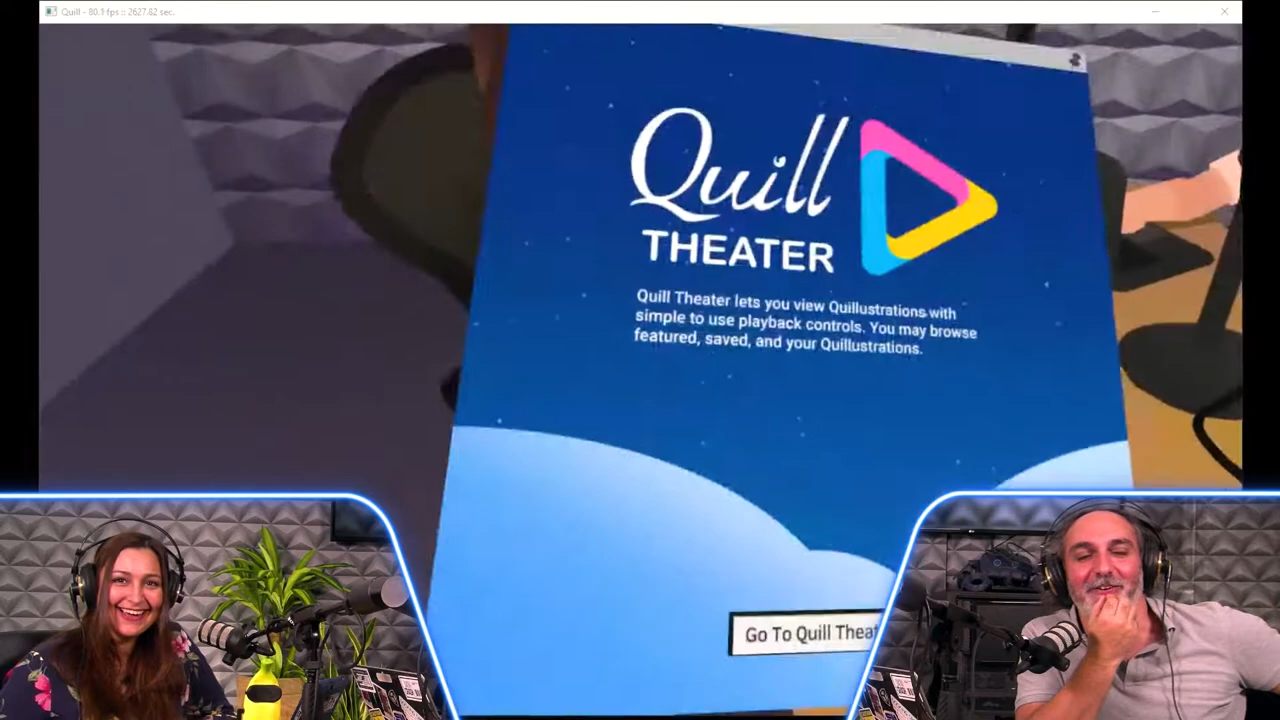 Quill - 80.1 fps :: 2627.82 sec.
Quill
THEATER
Quill Theater lets you view Quillustrations with
simple to use playback controls. You may browse
featured, saved, and your Quillustrations.
Go To Quill Theat